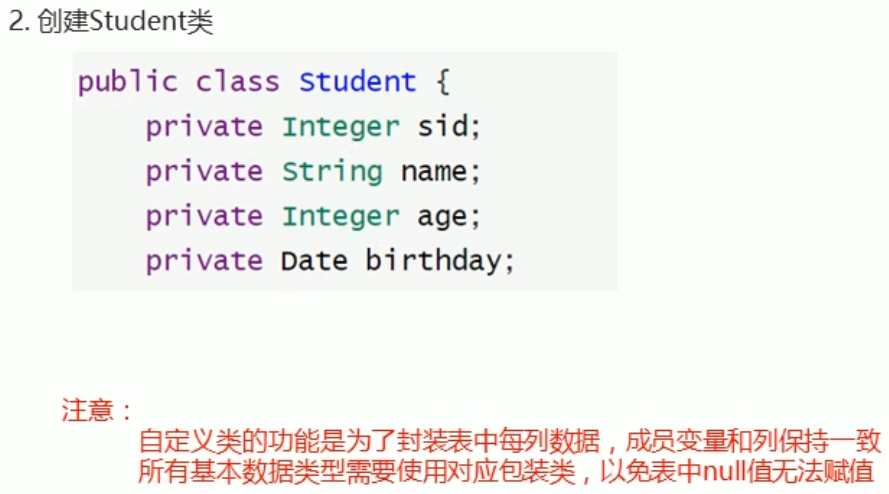 2. 创建Student类
public class Student {
private Integer sid;
private String name;
private Integer age;
private Date birthday;
注意：
自定义类的功能是为了封装表中每列数据，成员变量和列保持一致
所有基本数据类型需要使用对应包装类，以免表中null值无法赋值